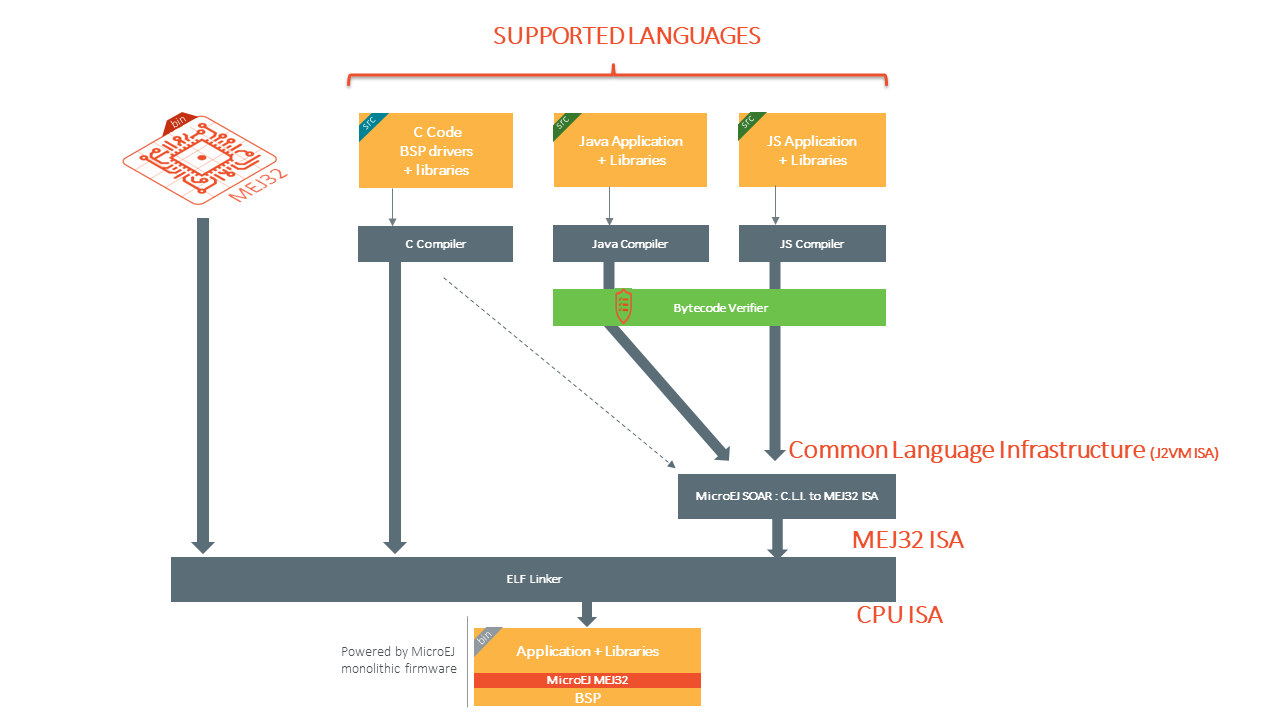 SUPPORTED LANGUAGES
bin
MEJ32
src
C Code
BSP drivers
+ libraries
src
Java Application
+ Libraries
src
JS Application
+ Libraries
C Compiler
Java Compiler
JS Compiler
Bytecode Verifier
Common Language Infrastructure (J2VM ISA)
MicroEJ SOAR : C.L.I. to MEJ32 ISA
MEJ32 ISA
ELF Linker
CPU ISA
Powered by MicroEJ
monolithic firmware
bin
Application + Libraries
MicroEJ MEJ32
BSP